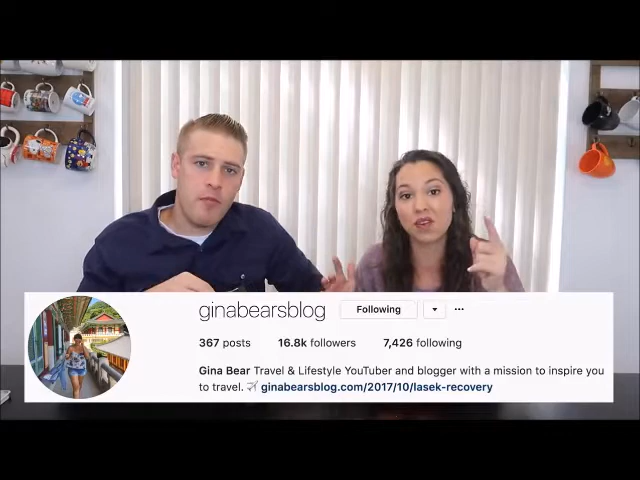 ginabearsblog Following
367 posts 16.8k followers 7,426 following
Gina Bear Travel & Lifestyle YouTuber and blogger with a mission to inspire you
to travel. ginabearsblog.com/2017/10/lasek-recovery